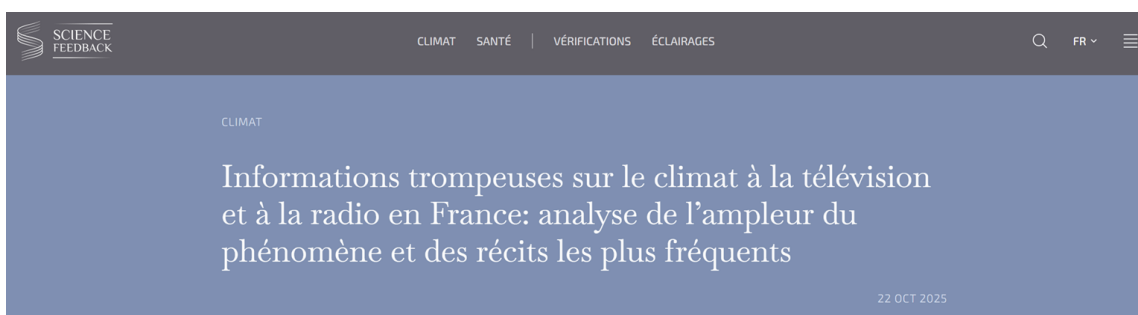 SCIENCE
FEEDBACK
CLIMAT SANTÉ VÉRIFICATIONS ÉCLAIRAGES
FR
CLIMAT
Informations trompeuses sur le climat à la télévision
et à la radio en France: analyse de l’ampleur du
phénomène et des récits les plus fréquents
22 OCT 2025